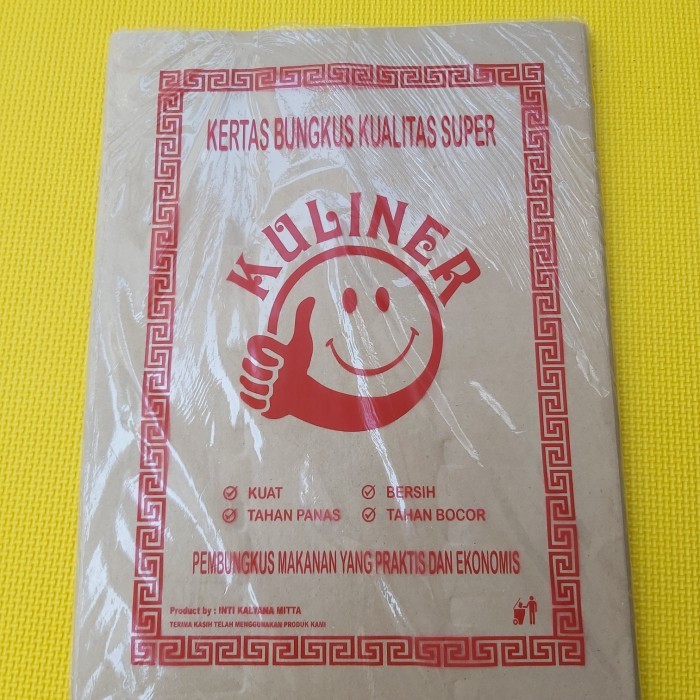 KERTAS BUNGKUS KUALITAS SUPER
KULINER
KUAT
BERSIH
TAHAN PANAS
TAHAN BOCOR
PEMBUNGKUS MAKANAN YANG PRAKTIS DAN EKONOMIS
Product by : INTI KALYANA MITTA
TERIMA KASIH TELAH MENGGUNAKAN PRODUK KAMI